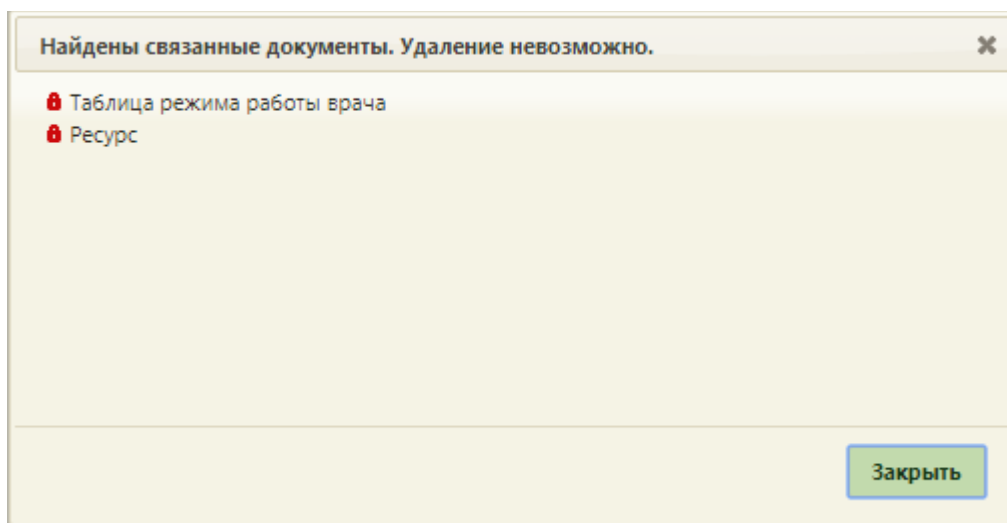 Найдены связанные документы. Удаление невозможно.
Таблица режима работы врача
Ресурс
Закрыть